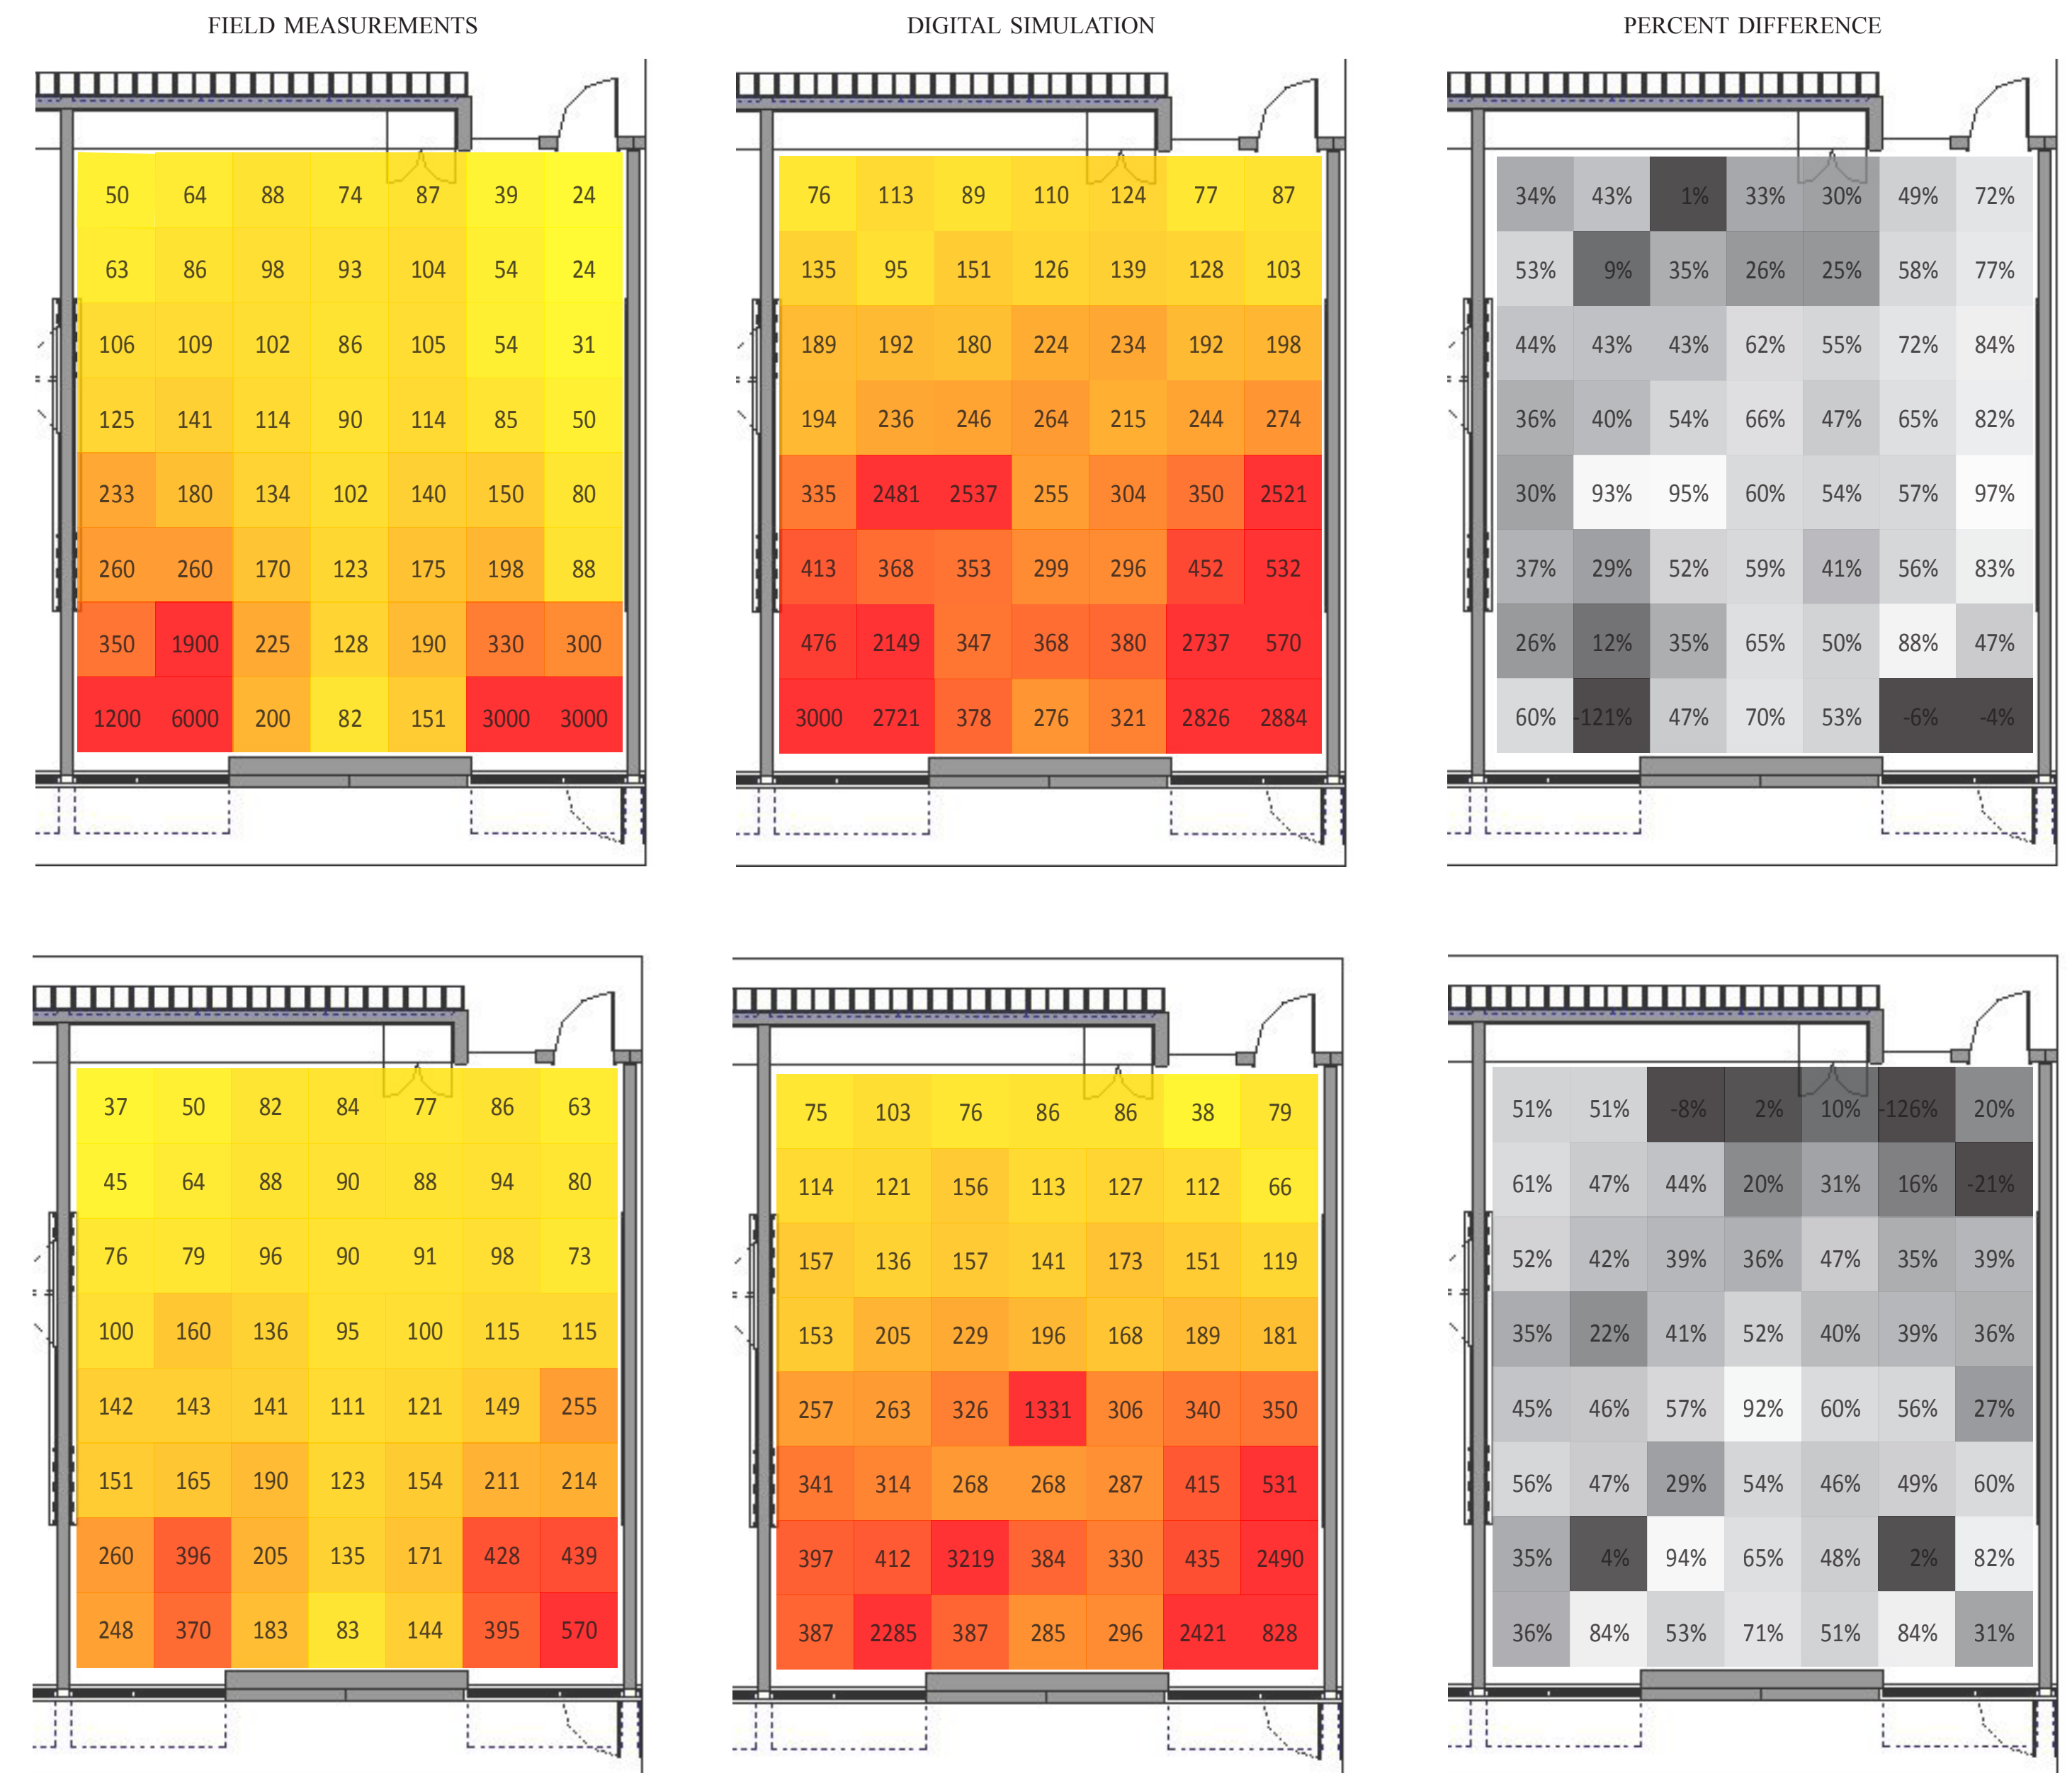 FIELD MEASUREMENTS DIGITAL SIMULATION PERCENT DIFFERENCE
50 64 88 74 87 39 24 76 113 89 110 124 77 87 34% 43% 1% 33% 30% 49% 72%
63 86 98 93 104 54 24 135 95 151 126 139 128 103 53% 9% 35% 26% 25% 58% 77%
106 109 102 86 105 54 31 189 192 180 224 234 192 198 44% 43% 43% 62% 55% 72% 84%
125 141 114 90 114 85 50 194 236 246 264 215 244 274 36% 40% 54% 66% 47% 65% 82%
233 180 134 102 140 150 80 335 2481 2537 255 304 350 2521 30% 93% 95% 60% 54% 57% 97%
260 260 170 123 175 198 88 413 368 353 299 296 452 532 37% 29% 52% 59% 41% 56% 83%
350 1900 225 128 190 330 300 476 2149 347 368 380 2737 570 26% 12% 35% 65% 50% 88% 47%
1200 6000 200 82 151 3000 3000 3000 2721 378 276 321 2826 2884 60% -121% 47% 70% 53% -6% -4%
37 50 82 84 77 86 63 75 103 76 86 86 38 79 51% 51% -8% 2% 10% -126% 20%
45 64 88 90 88 94 80 114 121 156 113 127 112 66 61% 47% 44% 20% 31% 16% -21%
76 79 96 90 91 98 73 157 136 157 141 173 151 119 52% 42% 39% 36% 47% 35% 39%
100 160 136 95 100 115 115 153 205 229 196 168 189 181 35% 22% 41% 52% 40% 39% 36%
142 143 141 111 121 149 255 257 263 326 1331 306 340 350 45% 46% 57% 92% 60% 56% 27%
151 165 190 123 154 211 214 341 314 268 268 287 415 531 56% 47% 29% 54% 46% 49% 60%
260 396 205 135 171 428 439 397 412 3219 384 330 435 2490 35% 4% 94% 65% 48% 2% 82%
248 370 183 83 144 395 570 387 2285 387 285 296 2421 828 36% 84% 53% 71% 51% 84% 31%